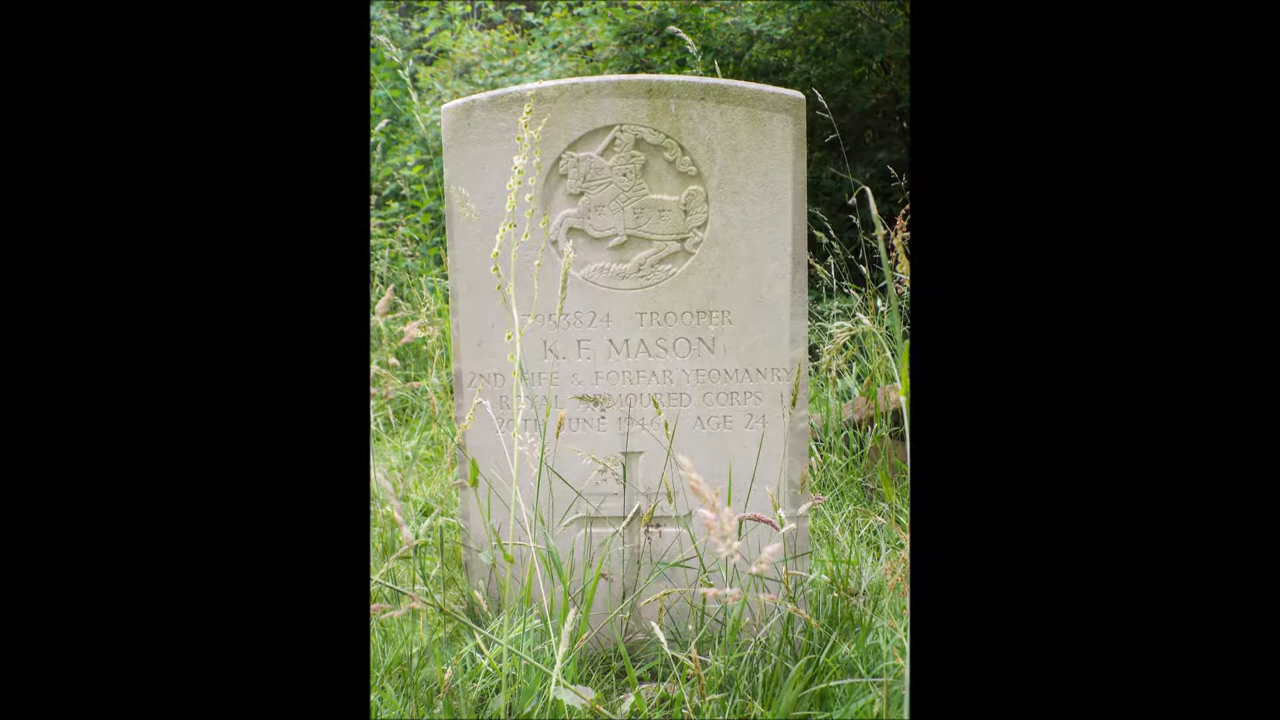 7953824 TROOPER
K. F. MASON
2ND FIFE & FORFAR YEOMANRY
ROYAL ARMOURED CORPS
20TH JUNE 1946 AGE 24